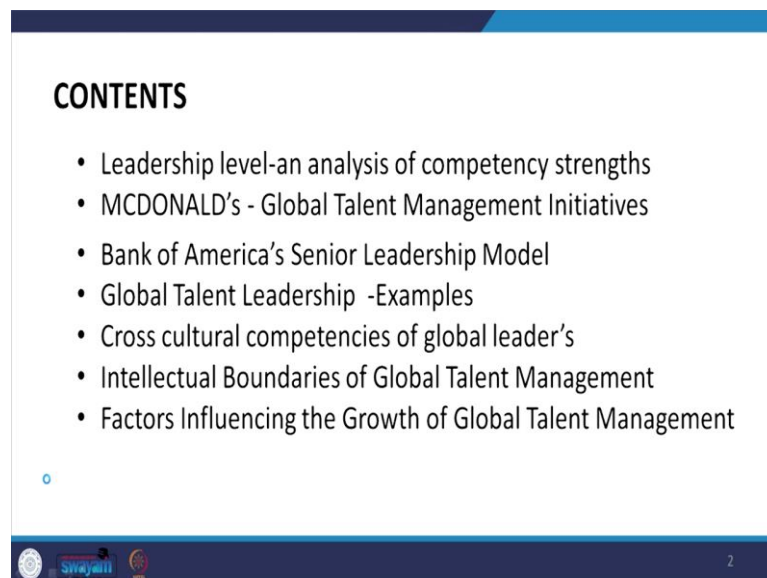 CONTENTS
• Leadership level-an analysis of competency strengths
• MCDONALD's - Global Talent Management Initiatives
• Bank of America's Senior Leadership Model
• Global Talent Leadership -Examples
• Cross cultural competencies of global leader's
• Intellectual Boundaries of Global Talent Management
• Factors Influencing the Growth of Global Talent Management
swayam
2